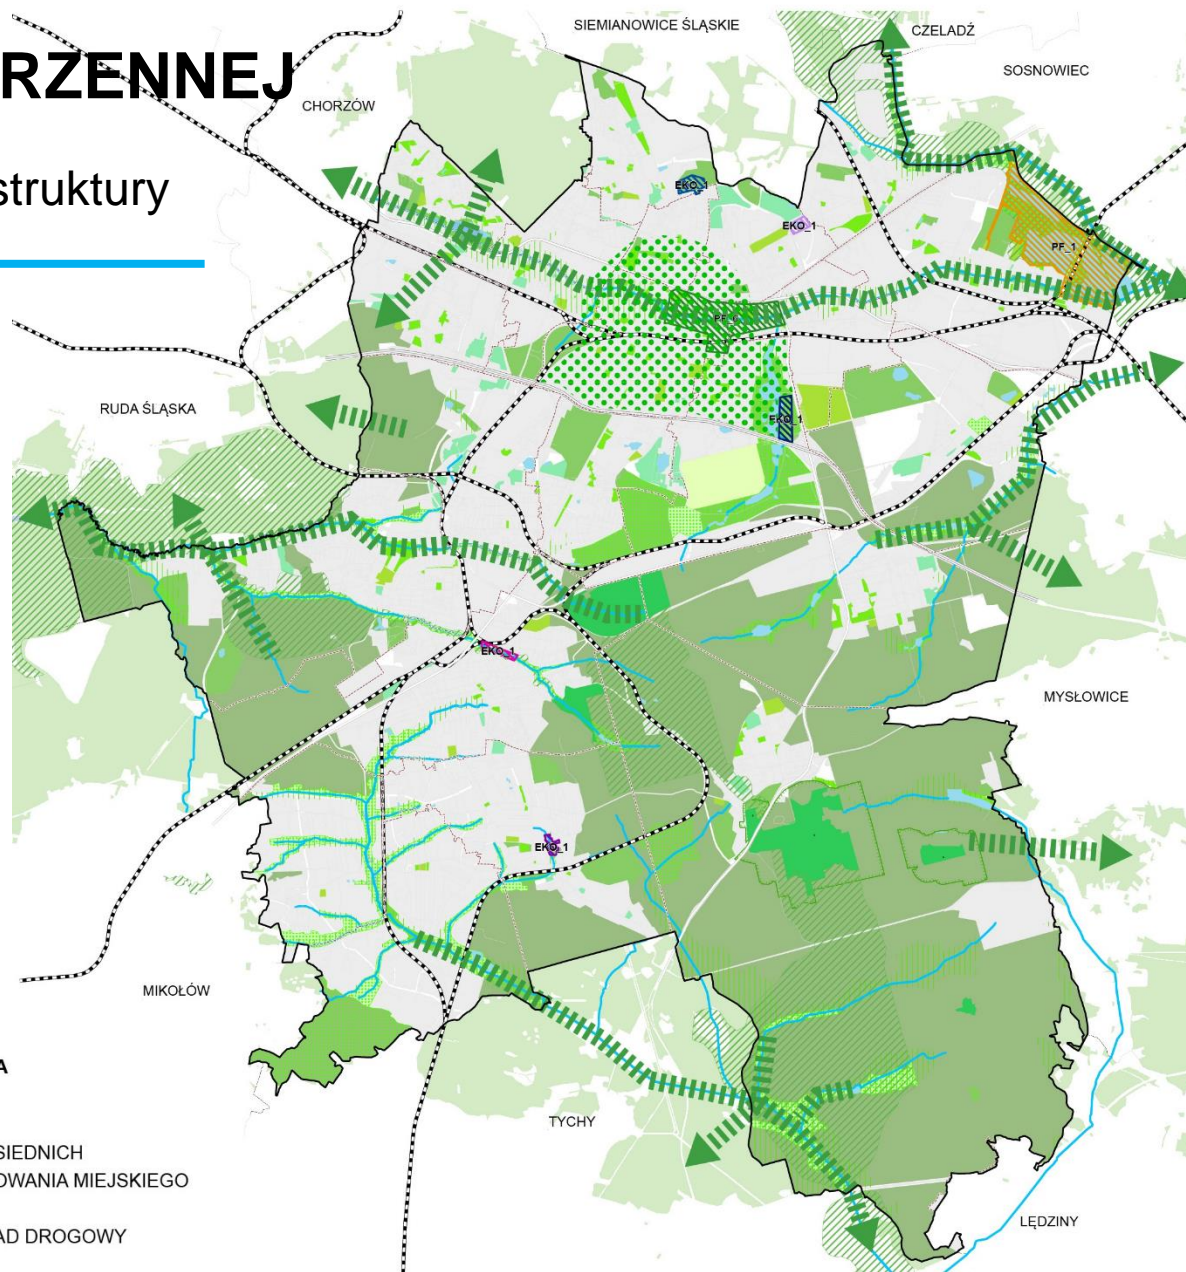 SIEMIANOWICE ŚLĄSKIE
CZELADŹ
RZENNEJ
SOSNOWIEC
CHORZÓW
struktury
EKO_1
EKO_1
PF_1
RUDA ŚLĄSKA
EKO_1
EKO_1
MYSŁOWICE
EKO_1
MIKOŁÓW
A
TYCHY
SIEDNICH
OWANIA MIEJSKIEGO
LĘDZINY
AD DROGOWY